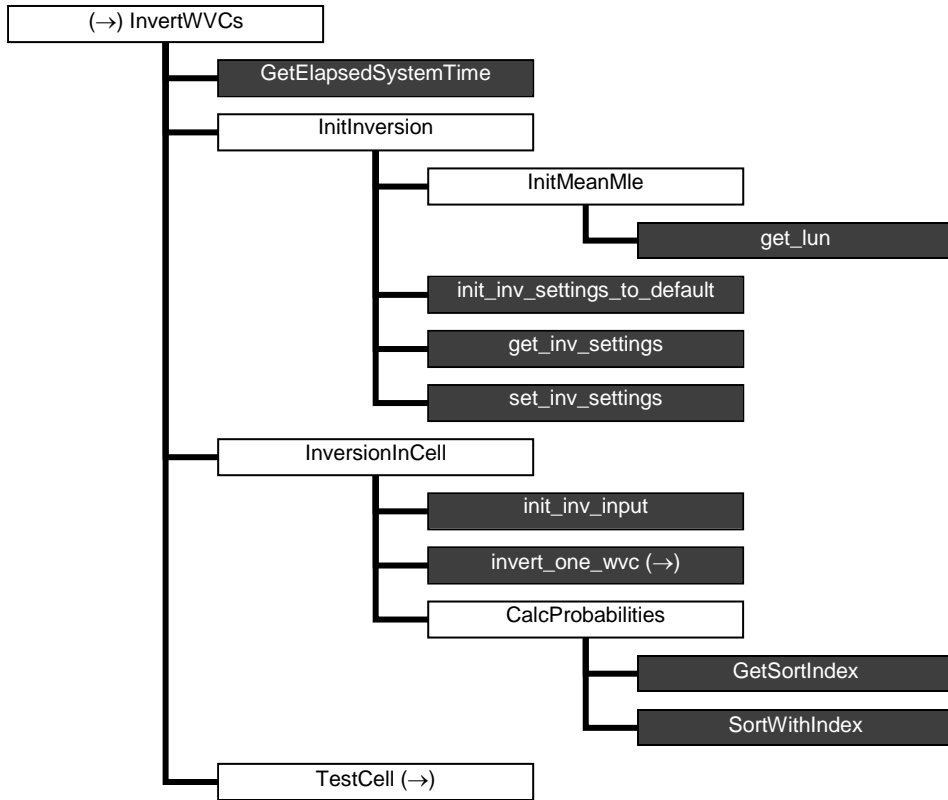 (→) InvertWVCs
GetElapsedSystemTime
InitInversion
InitMeanMle
get_lun
init_inv_settings_to_default
get_inv_settings
set_inv_settings
InversionInCell
init_inv_input
invert_one_wvc (→)
CalcProbabilities
GetSortIndex
SortWithIndex
TestCell (→)